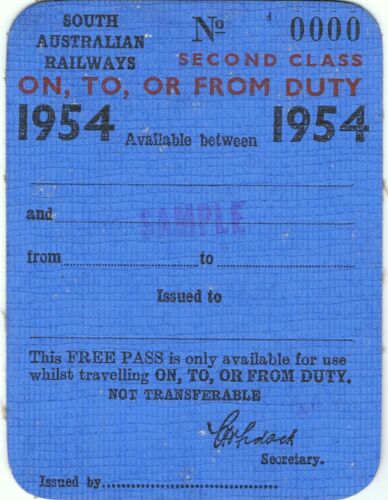 SOUTH
AUSTRALIAN
RAILWAYS
No 0000
SECOND CLASS
ON, TO, OR FROM DUTY
1954 Available between 1954
and
SAMPLE
from to
Issued to
This FREE PASS is only available for use
whilst travelling ON, TO, OR FROM DUTY.
NOT TRANSFERABLE
Secretary.
Issued by